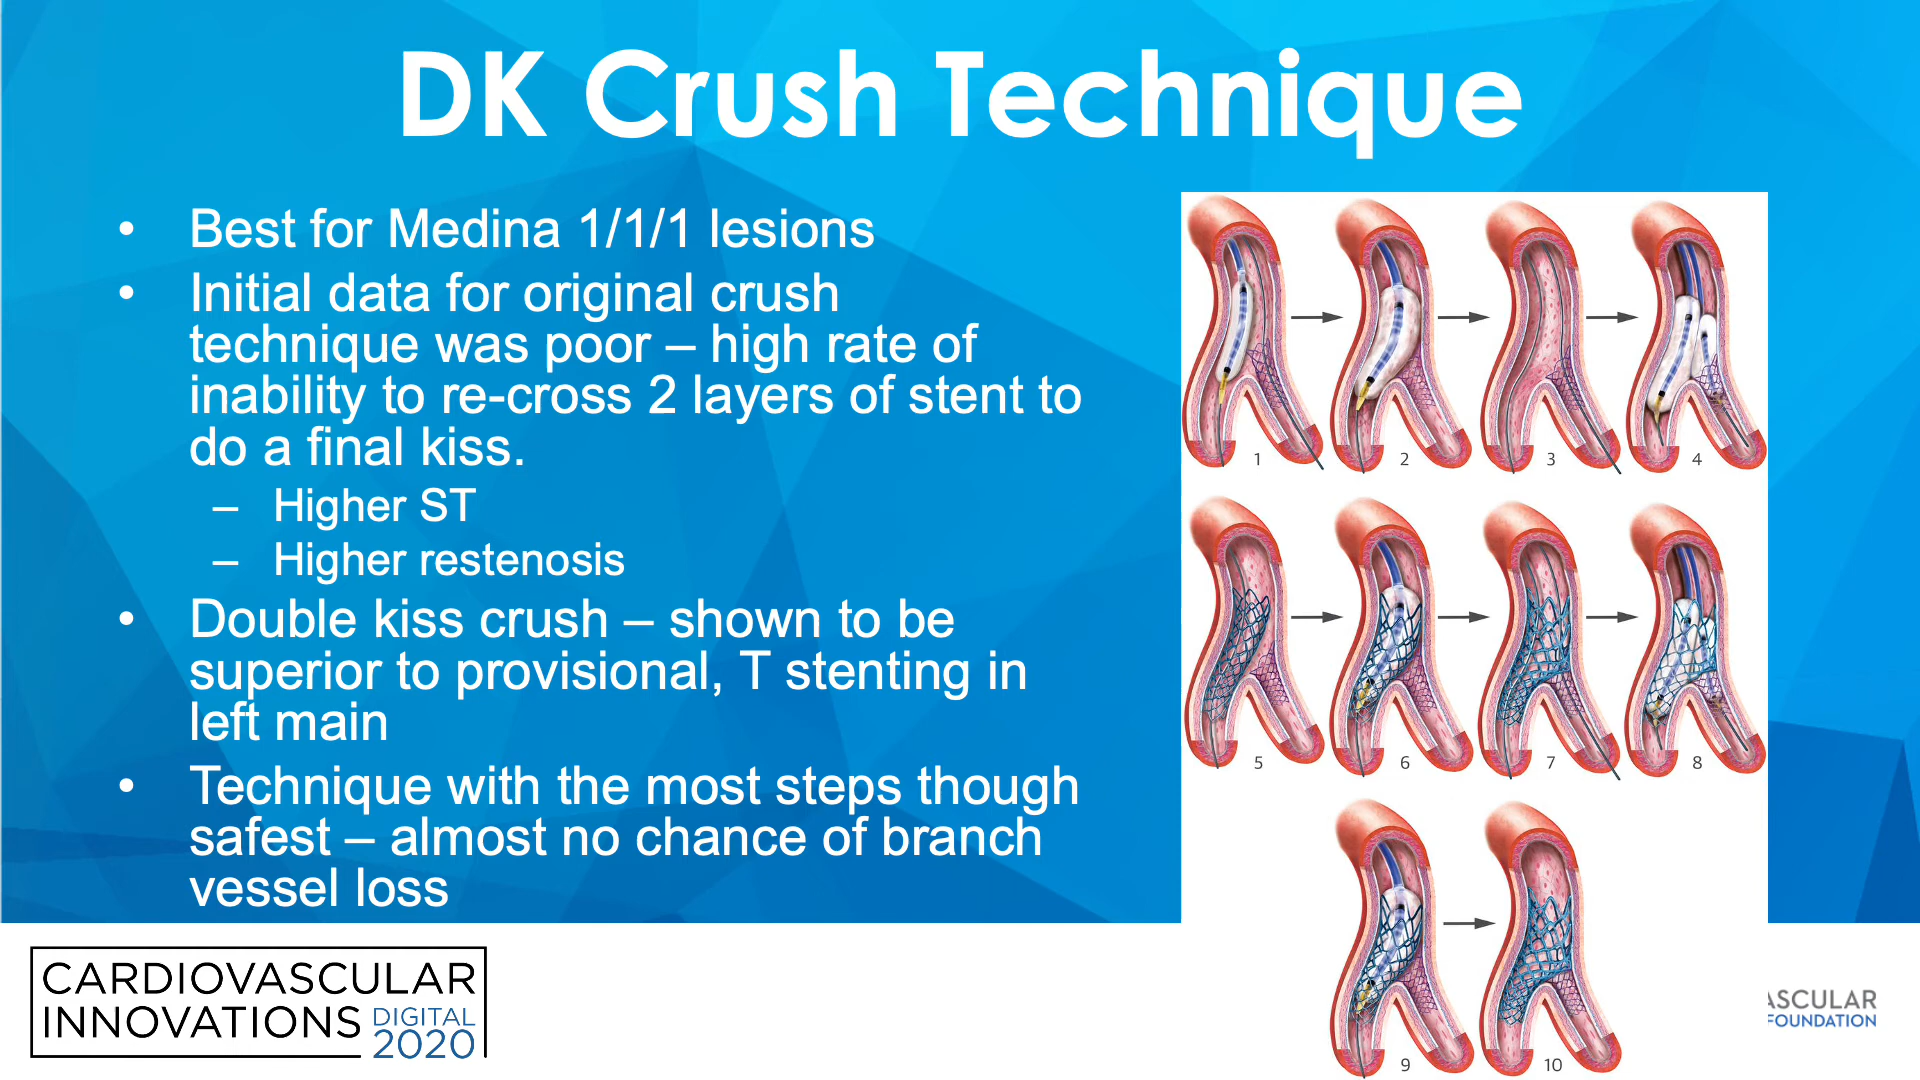 DK Crush Technique
• Best for Medina 1/1/1 lesions
• Initial data for original crush
technique was poor – high rate of
inability to re-cross 2 layers of stent to
do a final kiss.
– Higher ST
– Higher restenosis
• Double kiss crush – shown to be
superior to provisional, T stenting in
left main
• Technique with the most steps though
safest – almost no chance of branch
vessel loss
1 2 3 4
5 6 7 8
9 10
CARDIOVASCULAR
INNOVATIONS DIGITAL
2020
ASCULAR
FOUNDATION